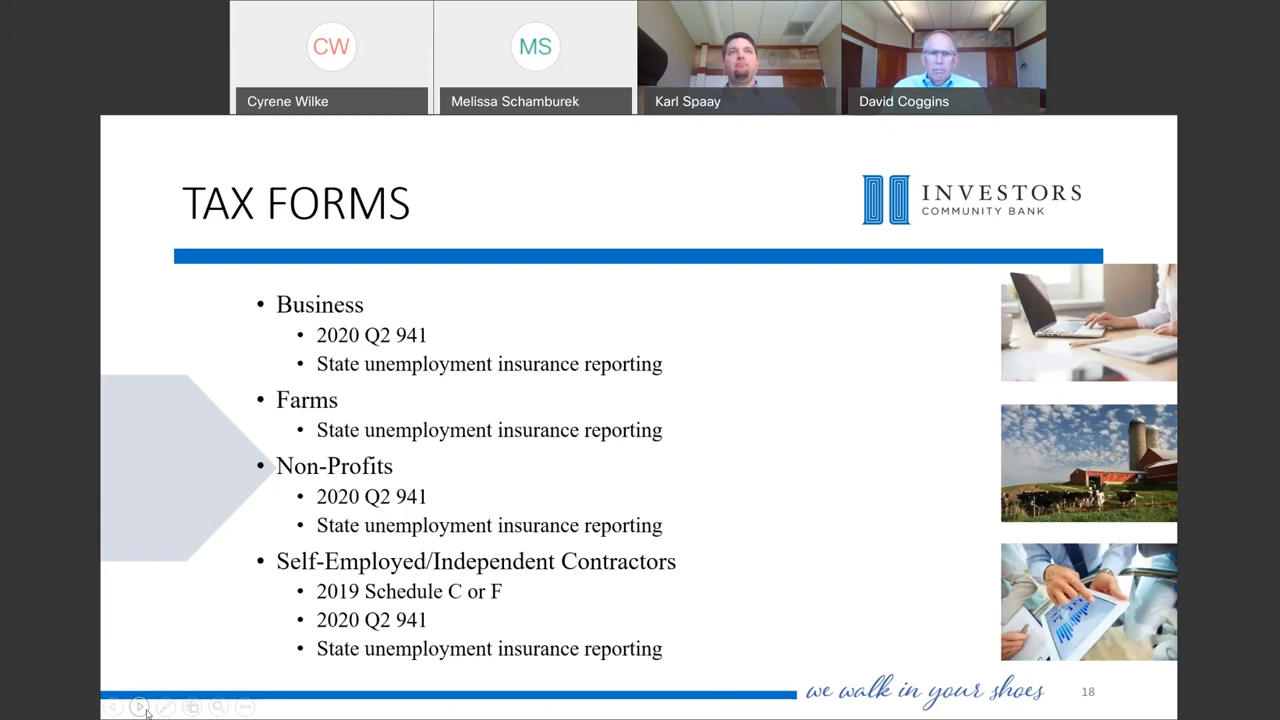 CW
MS
Cyrene Wilke
Melissa Schamburek
Karl Spaay
David Coggins
TAX FORMS
INVESTORS
COMMUNITY BANK
• Business
• 2020 Q2 941
• State unemployment insurance reporting
• Farms
• State unemployment insurance reporting
• Non-Profits
• 2020 Q2 941
• State unemployment insurance reporting
• Self-Employed/Independent Contractors
• 2019 Schedule C or F
• 2020 Q2 941
• State unemployment insurance reporting
we walk in your shoes
18